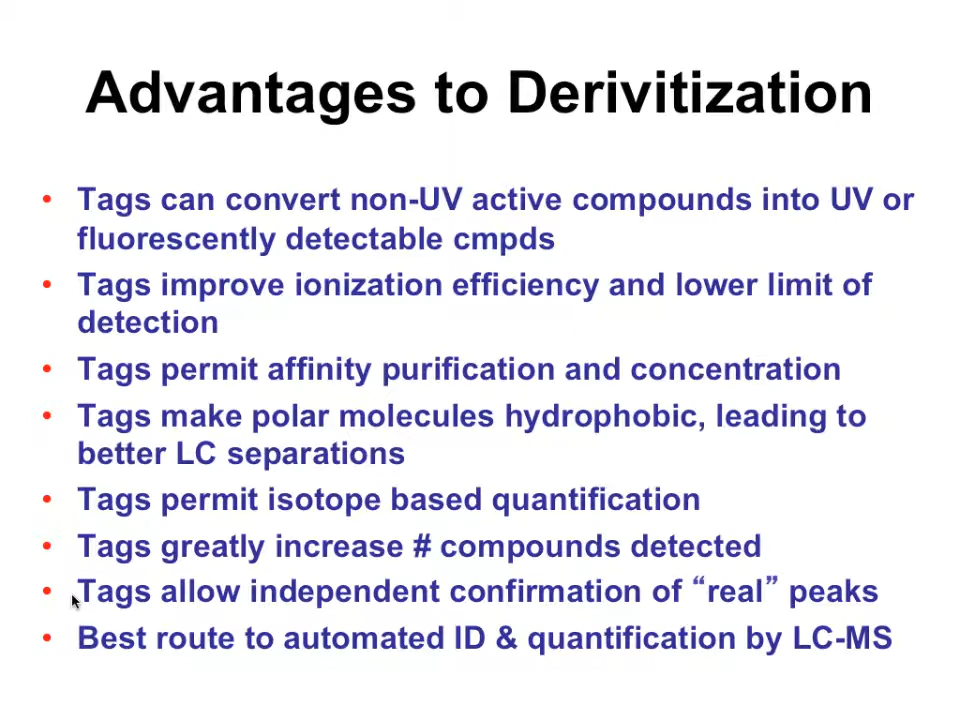 Advantages to Derivitization
• Tags can convert non-UV active compounds into UV or
fluorescently detectable cmpds
• Tags improve ionization efficiency and lower limit of
detection
• Tags permit affinity purification and concentration
• Tags make polar molecules hydrophobic, leading to
better LC separations
• Tags permit isotope based quantification
• Tags greatly increase # compounds detected
• Tags allow independent confirmation of “real” peaks
• Best route to automated ID & quantification by LC-MS